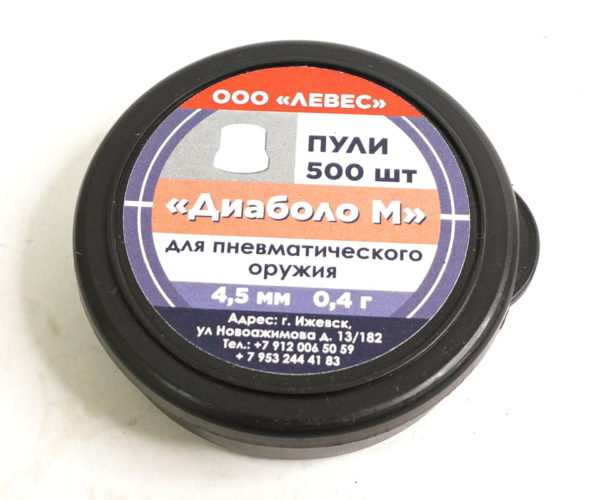 ООО «ЛЕВЕС»
ПУЛИ
500 шт
«Диаболо М»
для пневматического
оружия
4,5 мм 0,4 г
Адрес: г. Ижевск,
ул Новоажимова д. 13/182
Тел.: +7 912 006 50 59
+ 7 953 244 41 83